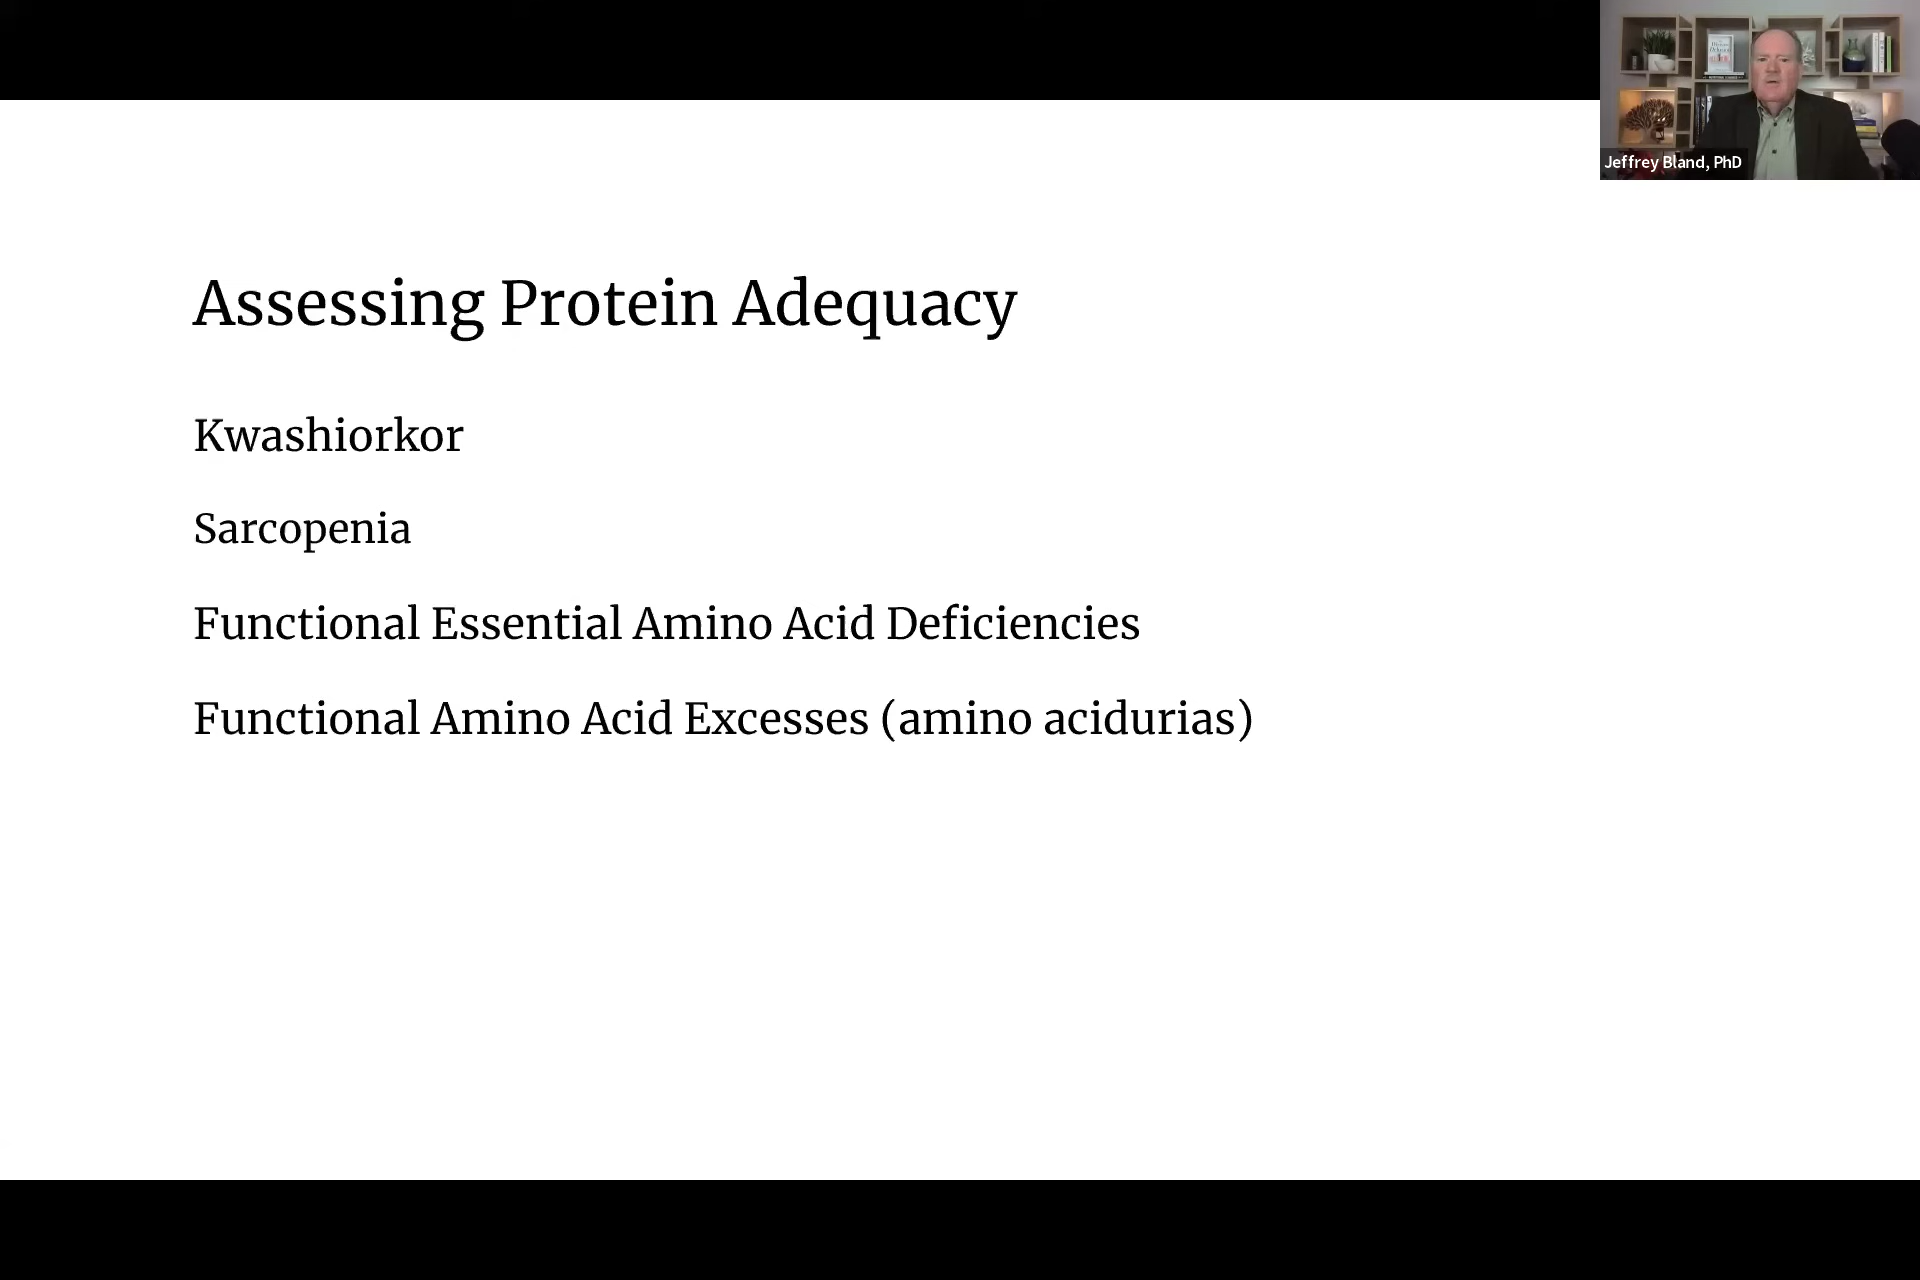 Jeffrey Bland, PhD
Assessing Protein Adequacy
Kwashiorkor
Sarcopenia
Functional Essential Amino Acid Deficiencies
Functional Amino Acid Excesses (amino acidurias)